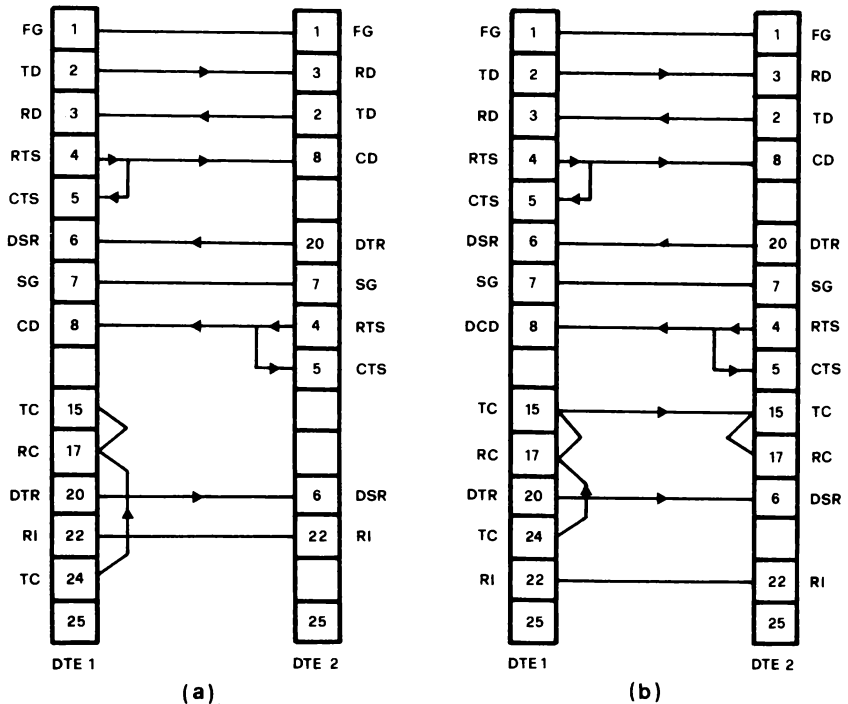 FG 1 1 FG
TD 2 3 RD
RD 3 2 TD
RTS 4 8 CD
CTS 5
DSR 6 20 DTR
SG 7 7 SG
CD 8 4 RTS
5 CTS
TC 15
RC 17
DTR 20 6 DSR
RI 22 22 RI
TC 24
25 25
DTE 1 DTE 2
(a)
FG 1 1 FG
TD 2 3 RD
RD 3 2 TD
RTS 4 8 CD
CTS 5
DSR 6 20 DTR
SG 7 7 SG
DCD 8 4 RTS
5 CTS
TC 15 15 TC
RC 17 17 RC
DTR 20 6 DSR
TC 24
RI 22 22 RI
25 25
DTE 1 DTE 2
(b)